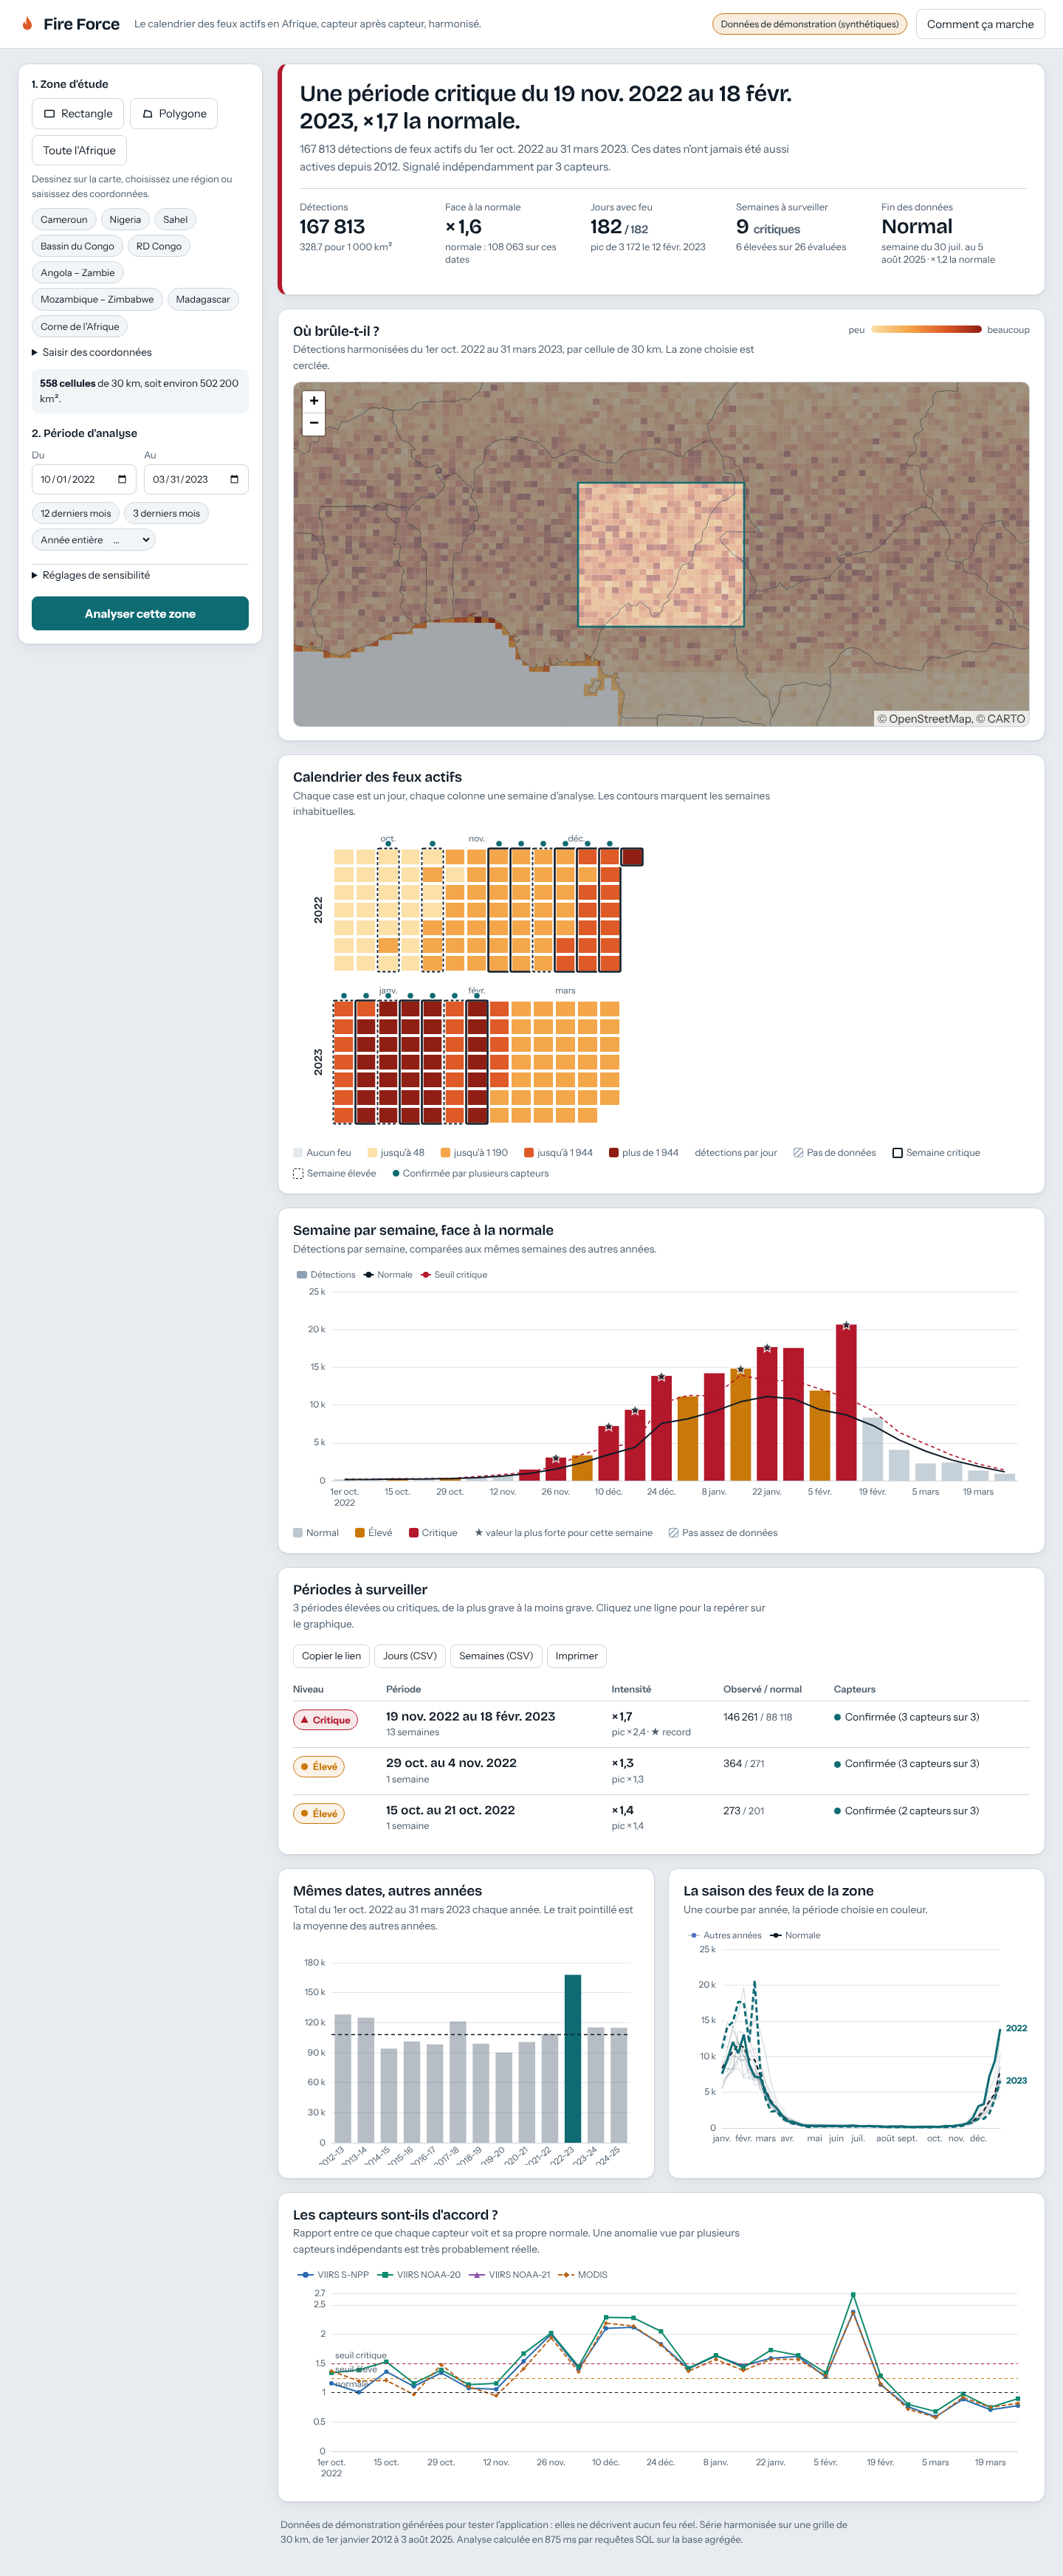 Fire Force
Le calendrier des feux actifs en Afrique, capteur après capteur, harmonisé.
Données de démonstration (synthétiques)
Comment ça marche
1. Zone d'étude
Rectangle
Polygone
Toute l'Afrique
Dessinez sur la carte, choisissez une région ou
saisissez des coordonnées.
Cameroun
Nigeria
Sahel
Bassin du Congo
RD Congo
Angola – Zambie
Mozambique – Zimbabwe
Madagascar
Corne de l'Afrique
Saisir des coordonnées
558 cellules de 30 km, soit environ 502 200
km².
2. Période d'analyse
Du
Au
10/01/2022
03/31/2023
12 derniers mois
3 derniers mois
Année entière ...
Réglages de sensibilité
Analyser cette zone
Une période critique du 19 nov. 2022 au 18 févr.
2023, ×1,7 la normale.
167 813 détections de feux actifs du 1er oct. 2022 au 31 mars 2023. Ces dates n'ont jamais été aussi
actives depuis 2012. Signalé indépendamment par 3 capteurs.
Détections
167 813
328,7 pour 1 000 km²
Face à la normale
×1,6
normale : 108 063 sur ces
dates
Jours avec feu
182 / 182
pic de 3 172 le 12 févr. 2023
Semaines à surveiller
9 critiques
6 élevées sur 26 évaluées
Fin des données
Normal
semaine du 30 juil. au 5
août 2025 · ×1,2 la normale
Où brûle-t-il ?
peu
beaucoup
Détections harmonisées du 1er oct. 2022 au 31 mars 2023, par cellule de 30 km. La zone choisie est
cerclée.
+
−
© OpenStreetMap, © CARTO
Calendrier des feux actifs
Chaque case est un jour, chaque colonne une semaine d'analyse. Les contours marquent les semaines
inhabituelles.
oct.
nov.
déc.
2022
janv.
févr.
mars
2023
Aucun feu
jusqu'à 48
jusqu'à 1 190
jusqu'à 1 944
plus de 1 944
détections par jour
Pas de données
Semaine critique
Semaine élevée
Confirmée par plusieurs capteurs
Semaine par semaine, face à la normale
Détections par semaine, comparées aux mêmes semaines des autres années.
Détections
Normale
Seuil critique
25 k
20 k
15 k
10 k
5 k
0
1er oct.
2022
15 oct.
29 oct.
12 nov.
26 nov.
10 déc.
24 déc.
8 janv.
22 janv.
5 févr.
19 févr.
5 mars
19 mars
Normal
Élevé
Critique
★ valeur la plus forte pour cette semaine
Pas assez de données
Périodes à surveiller
3 périodes élevées ou critiques, de la plus grave à la moins grave. Cliquez une ligne pour la repérer sur
le graphique.
Copier le lien
Jours (CSV)
Semaines (CSV)
Imprimer
Niveau
Période
Intensité
Observé / normal
Capteurs
▲ Critique
19 nov. 2022 au 18 févr. 2023
13 semaines
×1,7
pic ×2,4 · ★ record
146 261 / 88 118
Confirmée (3 capteurs sur 3)
Élevé
29 oct. au 4 nov. 2022
1 semaine
×1,3
pic ×1,3
364 / 271
Confirmée (3 capteurs sur 3)
Élevé
15 oct. au 21 oct. 2022
1 semaine
×1,4
pic ×1,4
273 / 201
Confirmée (2 capteurs sur 3)
Mêmes dates, autres années
Total du 1er oct. 2022 au 31 mars 2023 chaque année. Le trait pointillé est
la moyenne des autres années.
180 k
150 k
120 k
90 k
60 k
30 k
0
La saison des feux de la zone
Une courbe par année, la période choisie en couleur.
Autres années
Normale
25 k
20 k
15 k
10 k
5 k
0
2022
2023
janv.
févr.
mars
avr.
mai
juin
juil.
août
sept.
oct.
nov.
déc.
Les capteurs sont-ils d'accord ?
Rapport entre ce que chaque capteur voit et sa propre normale. Une anomalie vue par plusieurs
capteurs indépendants est très probablement réelle.
VIIRS S-NPP
VIIRS NOAA-20
VIIRS NOAA-21
MODIS
2.7
2.5
2
1.5
1
0.5
0
seuil critique
seuil élevé
normale
1er oct.
2022
15 oct.
29 oct.
12 nov.
26 nov.
10 déc.
24 déc.
8 janv.
22 janv.
5 févr.
19 févr.
5 mars
19 mars
Données de démonstration générées pour tester l'application : elles ne décrivent aucun feu réel. Série harmonisée sur une grille de
30 km, de 1er janvier 2012 à 3 août 2025. Analyse calculée en 875 ms par requêtes SQL sur la base agrégée.